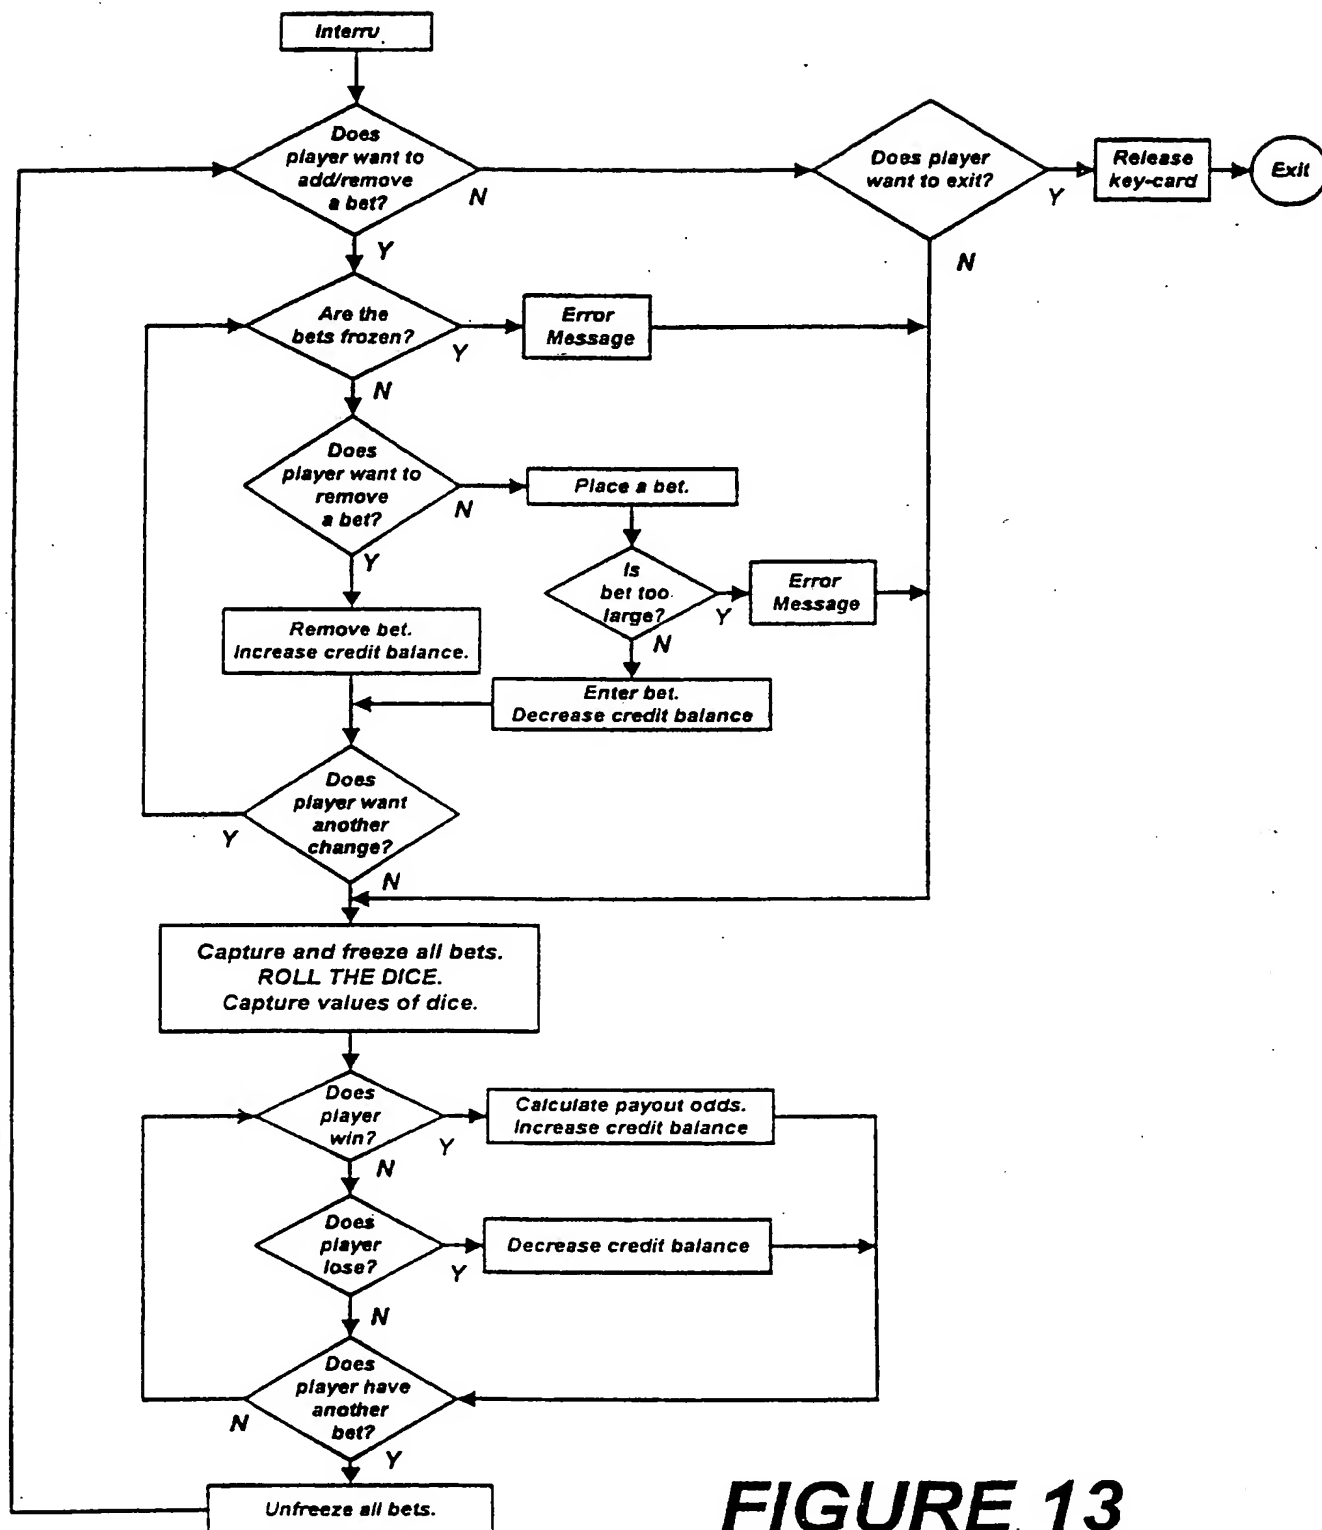 Interru
Does
player want to
add/remove
a bet?
N
Y
Does player
want to exit?
Y
N
Release
key-card
Exit
Are the
bets frozen?
Y
N
Error
Message
Does
player want to
remove
a bet?
N
Y
Place a bet.
Is
bet too
large?
Y
N
Error
Message
Remove bet.
Increase credit balance.
Enter bet.
Decrease credit balance
Does
player want
another
change?
Y
N
Capture and freeze all bets.
ROLL THE DICE.
Capture values of dice.
Does
player
win?
Y
N
Calculate payout odds.
Increase credit balance
Does
player
lose?
Y
N
Decrease credit balance
Does
player have
another
bet?
N
Y
Unfreeze all bets.
FIGURE 13